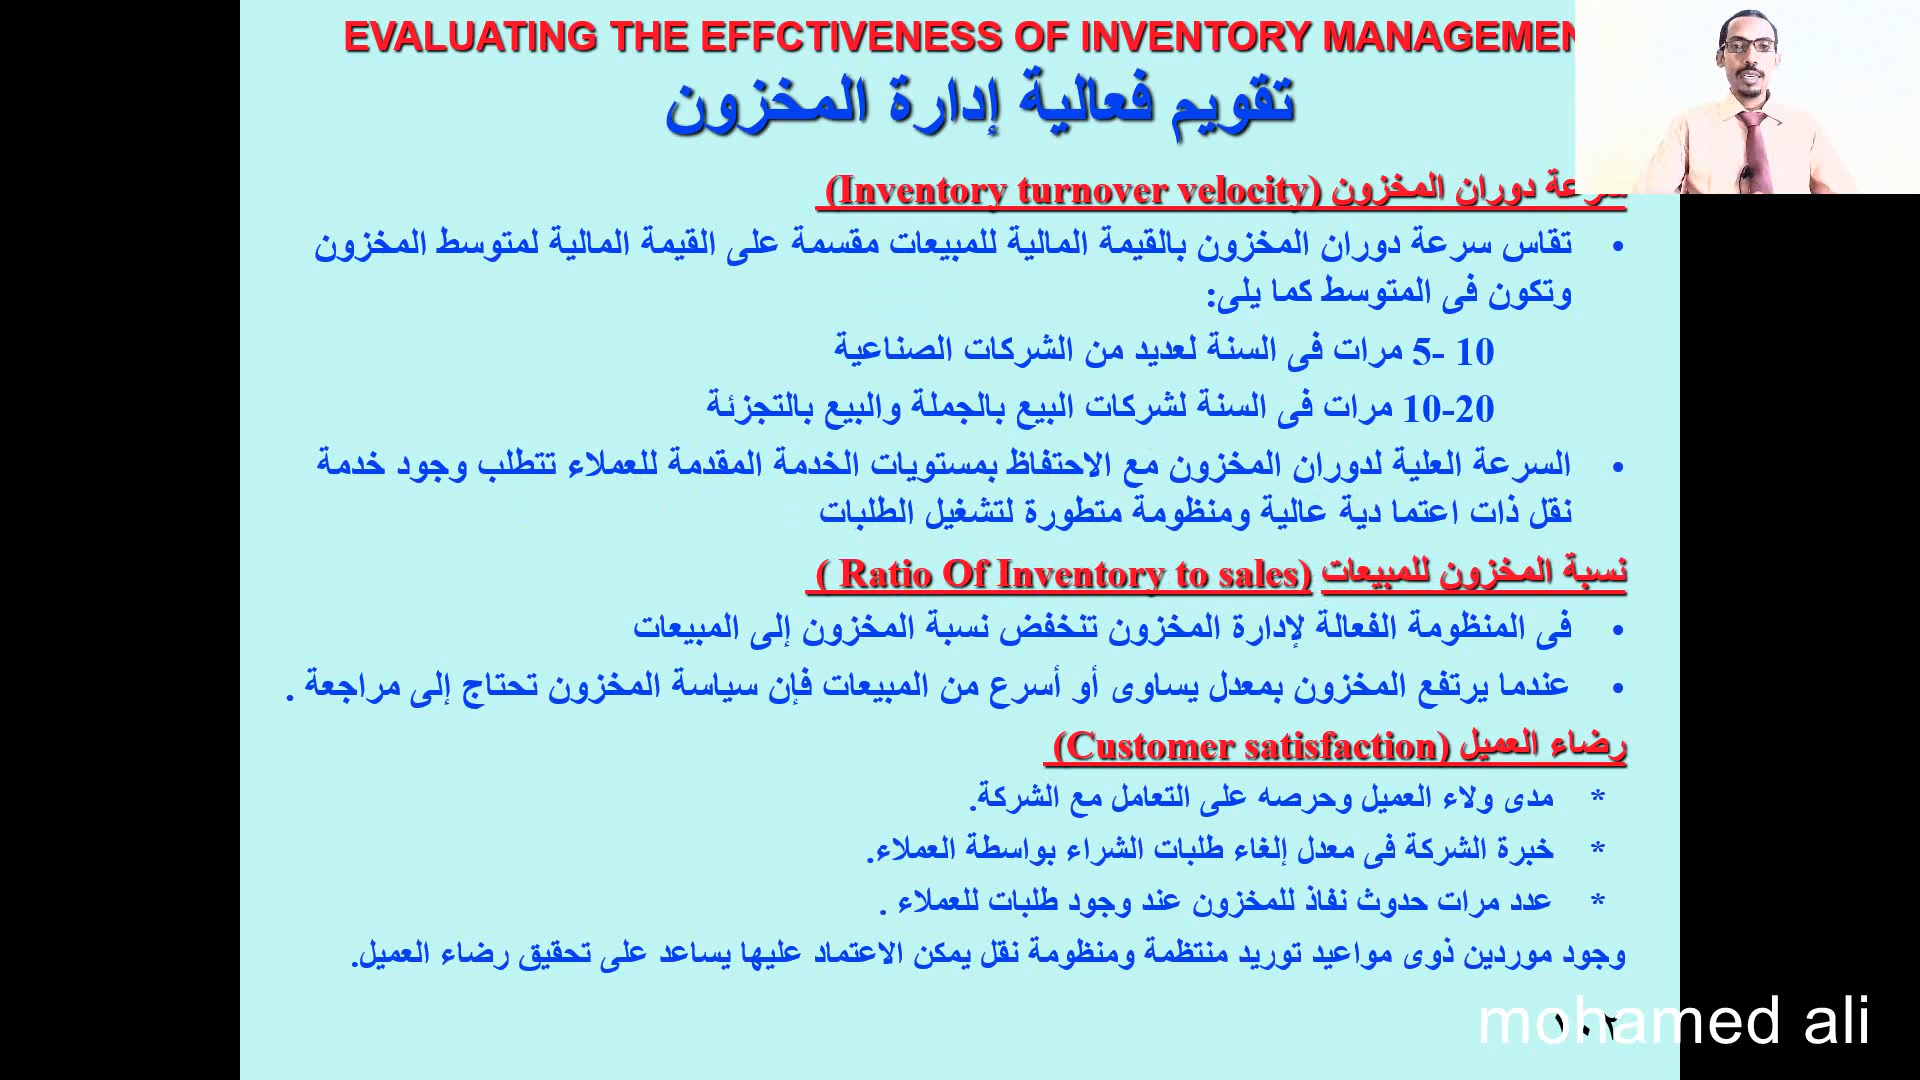 EVALUATING THE EFFCTIVENESS OF INVENTORY MANAGEMEN
تقويم فعالية إدارة المخزون
دوران المخزون (Inventory turnover velocity)
• تقاس سرعة دوران المخزون بالقيمة المالية للمبيعات مقسمة على القيمة المالية لمتوسط المخزون
وتكون فى المتوسط كما يلى:
10 -5 مرات فى السنة لعديد من الشركات الصناعية
10-20 مرات فى السنة لشركات البيع بالجملة والبيع بالتجزئة
• السرعة العلية لدوران المخزون مع الاحتفاظ بمستويات الخدمة المقدمة للعملاء تتطلب وجود خدمة
نقل ذات اعتما دية عالية ومنظومة متطورة لتشغيل الطلبات
نسبة المخزون للمبيعات (Ratio Of Inventory to sales )
• فى المنظومة الفعالة لإدارة المخزون تنخفض نسبة المخزون إلى المبيعات
• عندما يرتفع المخزون بمعدل يساوى أو أسرع من المبيعات فإن سياسة المخزون تحتاج إلى مراجعة .
رضاء العميل (Customer satisfaction)
* مدى ولاء العميل وحرصه على التعامل مع الشركة.
* خبرة الشركة فى معدل إلغاء طلبات الشراء بواسطة العملاء.
* عدد مرات حدوث نفاذ للمخزون عند وجود طلبات للعملاء .
وجود موردين ذوى مواعيد توريد منتظمة ومنظومة نقل يمكن الاعتماد عليها يساعد على تحقيق رضاء العميل.
mohamed ali